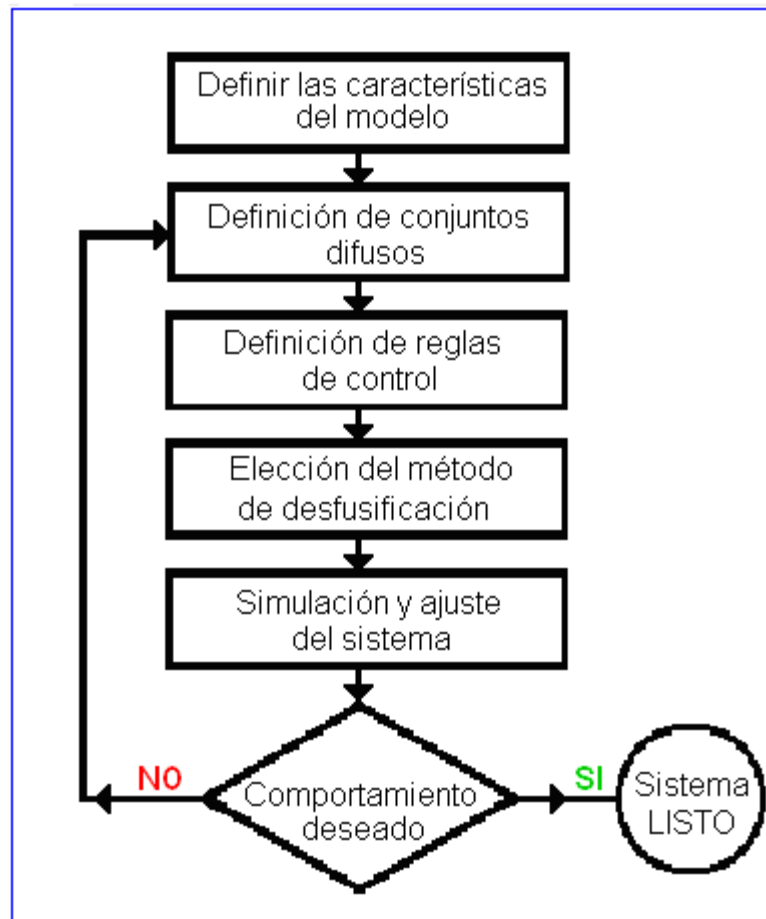 Definir las características
del modelo
Definición de conjuntos
difusos
Definición de reglas
de control
Elección del método
de desfusificación
Simulación y ajuste
del sistema
Comportamiento
deseado
NO
SI
Sistema
LISTO